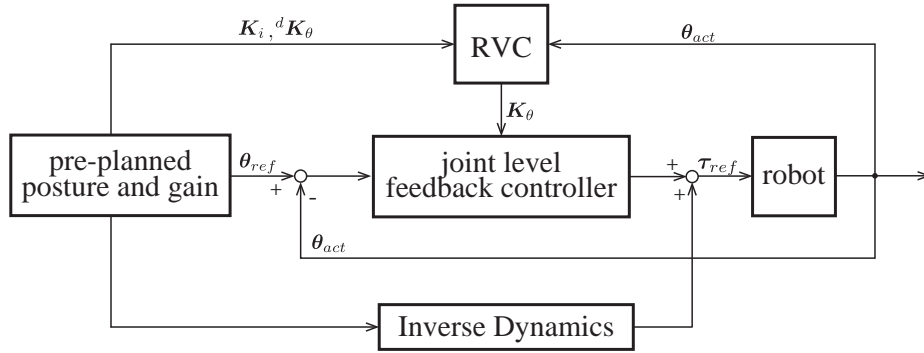 𝑲ᵢ, ᵈ𝑲_θ
RVC
θ_act
𝑲_θ
pre-planned
posture and gain
θ_ref
+
-
joint level
feedback controller
+
+
τ_ref
robot
θ_act
Inverse Dynamics